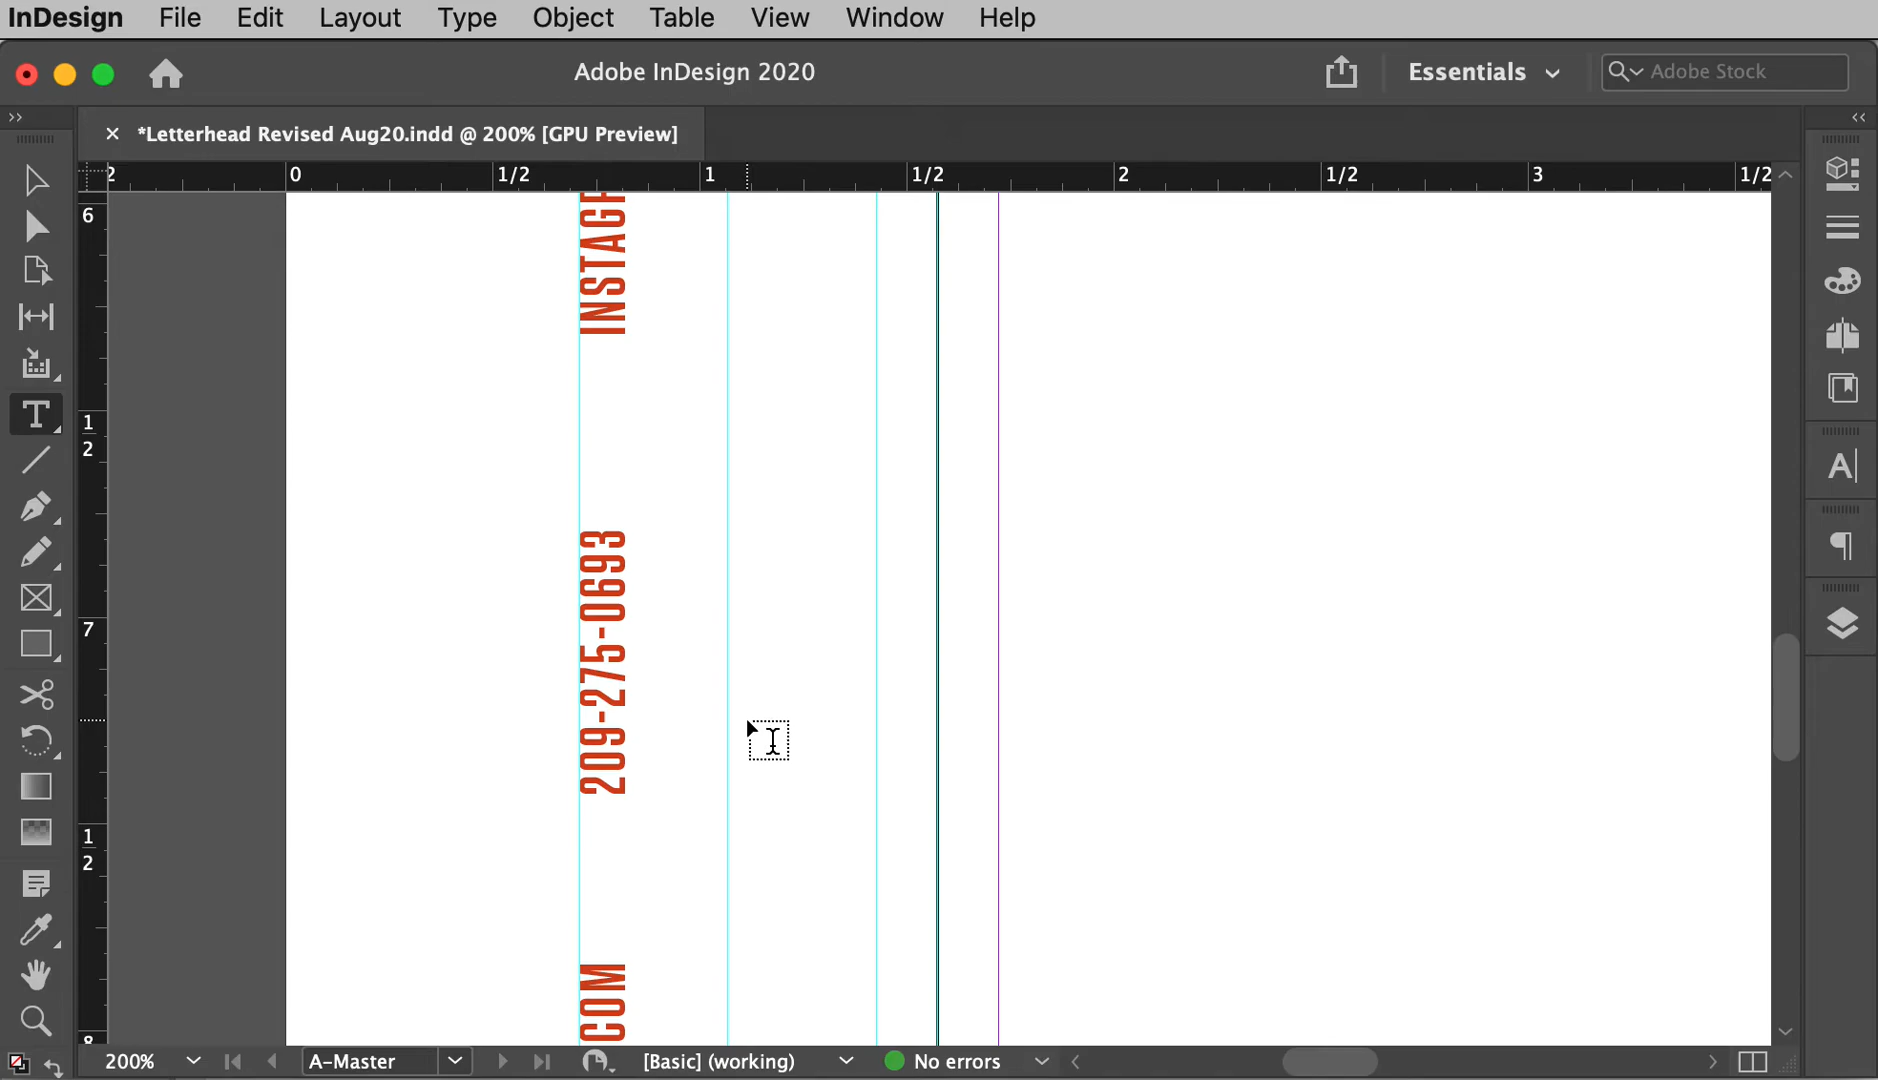 InDesign File Edit Layout Type Object Table View Window Help
Adobe InDesign 2020
Essentials
Adobe Stock
*Letterhead Revised Aug20.indd @ 200% [GPU Preview]
2 0 1/2 1 1/2 2 1/2 3 1/2
6
1
2
7
1
2
8
INSTAGR
209-275-0693
COM
T
A
¶
200%
A-Master
[Basic] (working)
No errors